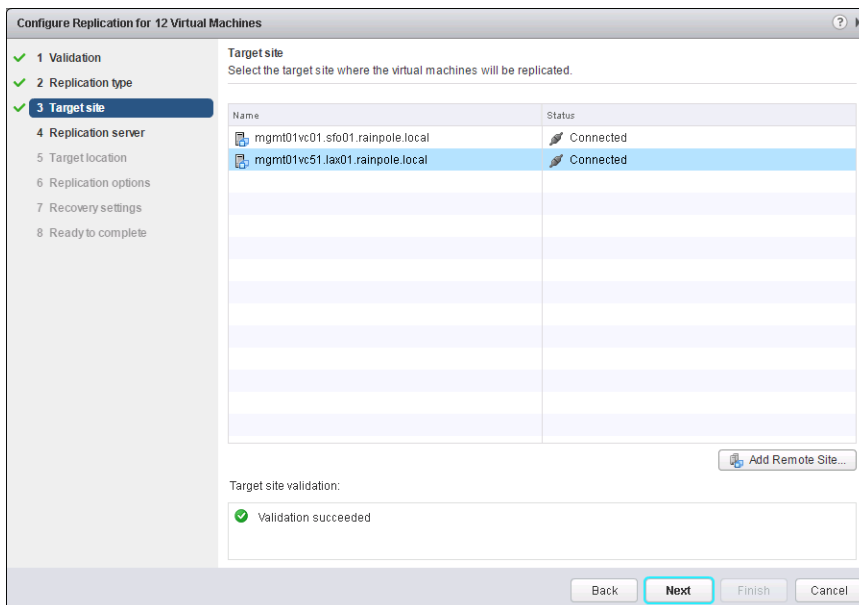 Configure Replication for 12 Virtual Machines
?
1 Validation
2 Replication type
3 Target site
4 Replication server
5 Target location
6 Replication options
7 Recovery settings
8 Ready to complete
Target site
Select the target site where the virtual machines will be replicated.
Name Status
mgmt01vc01.sfo01.rainpole.local Connected
mgmt01vc51.lax01.rainpole.local Connected
Add Remote Site...
Target site validation:
Validation succeeded
Back Next Finish Cancel